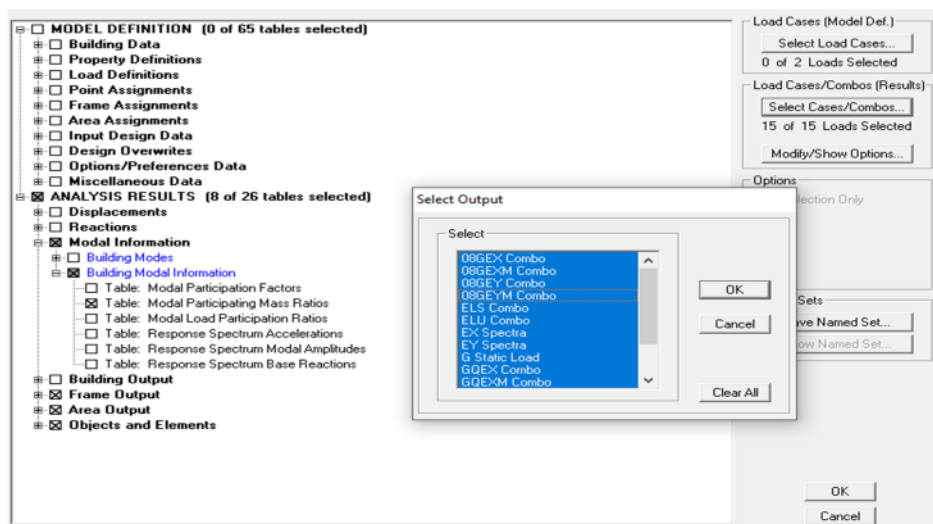 MODEL DEFINITION (0 of 65 tables selected)
Building Data
Property Definitions
Load Definitions
Point Assignments
Frame Assignments
Area Assignments
Input Design Data
Design Overwrites
Options/Preferences Data
Miscellaneous Data
ANALYSIS RESULTS (8 of 26 tables selected)
Displacements
Reactions
Modal Information
Building Modes
Building Modal Information
Table: Modal Participation Factors
Table: Modal Participating Mass Ratios
Table: Modal Load Participation Ratios
Table: Response Spectrum Accelerations
Table: Response Spectrum Modal Amplitudes
Table: Response Spectrum Base Reactions
Building Output
Frame Output
Area Output
Objects and Elements
Select Output
Select
08GEX Combo
08GEXM Combo
08GEY Combo
08GEYM Combo
ELS Combo
ELU Combo
EX Spectra
EY Spectra
G Static Load
GQEX Combo
GQEXM Combo
OK
Cancel
Clear All
Load Cases (Model Def.)
Select Load Cases...
0 of 2 Loads Selected
Load Cases/Combos (Results)
Select Cases/Combos...
15 of 15 Loads Selected
Modify/Show Options...
Options
lection Only
Sets
ve Named Set...
ow Named Set...
OK
Cancel